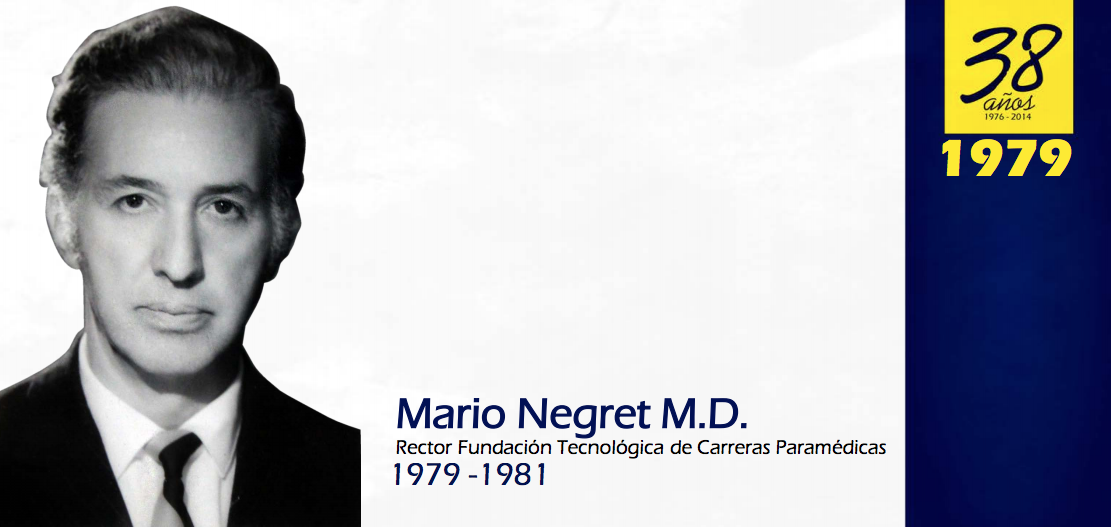 38
años
1976 - 2014
1979
Mario Negret M.D.
Rector Fundación Tecnológica de Carreras Paramédicas
1979 -1981